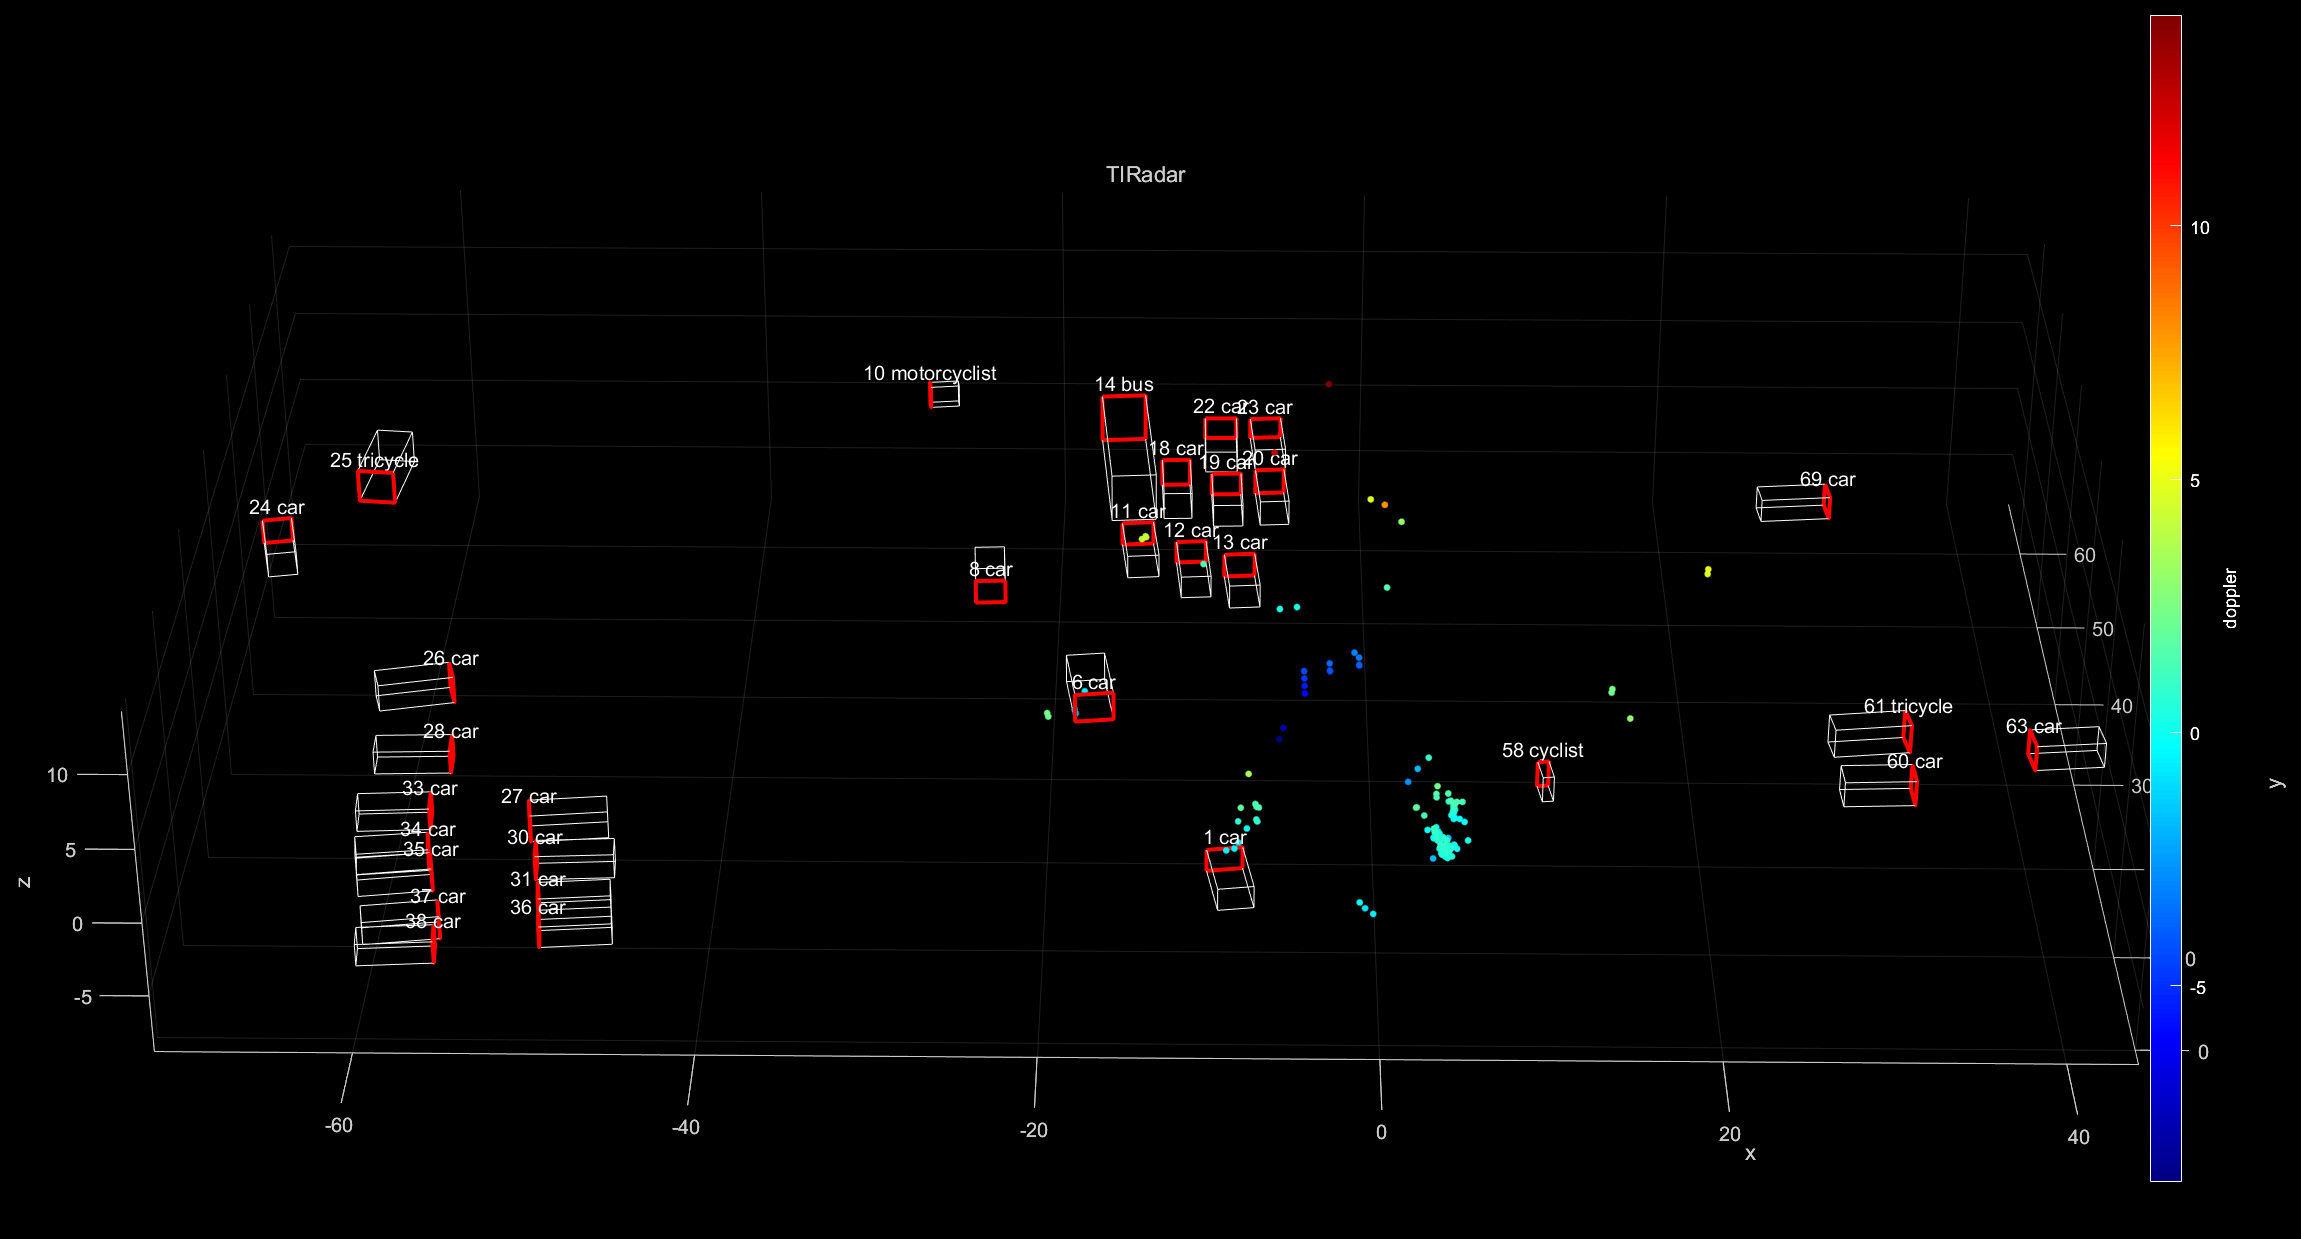 TIRadar
10 motorcyclist
14 bus
22 car
23 car
18 car
19 car
20 car
25 tricycle
24 car
11 car
12 car
13 car
8 car
69 car
26 car
6 car
28 car
61 tricycle
63 car
58 cyclist
60 car
33 car
27 car
34 car
30 car
35 car
1 car
31 car
37 car
36 car
38 car
10
5
0
-5
z
-60
-40
-20
0
20
40
x
60
50
40
30
0
0
y
10
5
0
-5
doppler